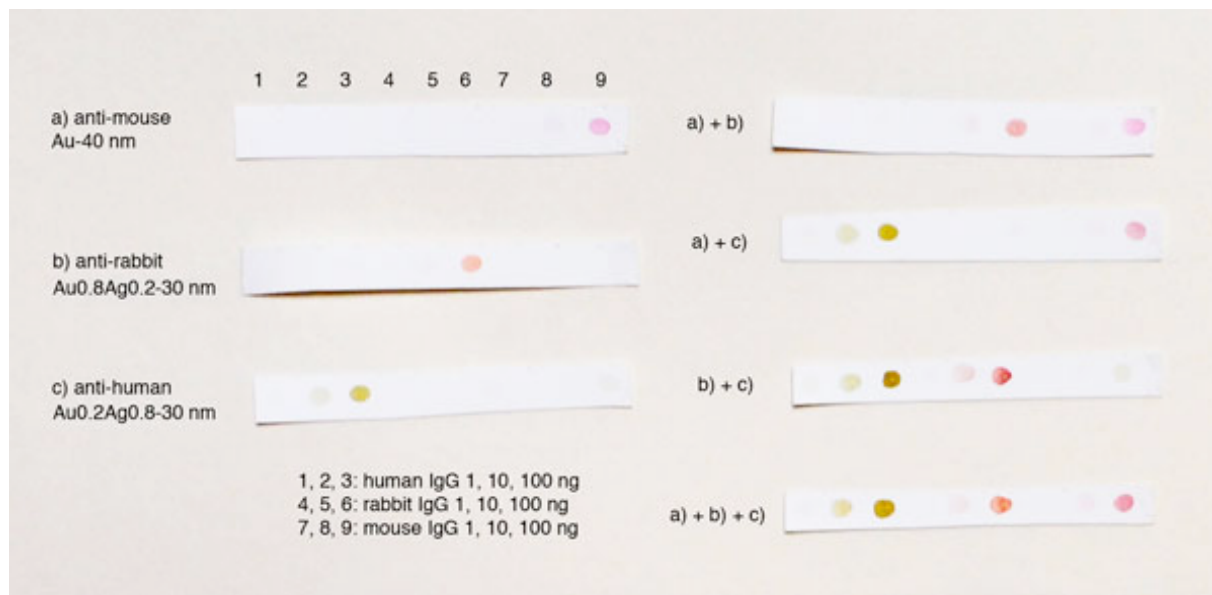 1 2 3 4 5 6 7 8 9
a) anti-mouse
Au-40 nm
b) anti-rabbit
Au0.8Ag0.2-30 nm
c) anti-human
Au0.2Ag0.8-30 nm
1, 2, 3: human IgG 1, 10, 100 ng
4, 5, 6: rabbit IgG 1, 10, 100 ng
7, 8, 9: mouse IgG 1, 10, 100 ng
a) + b)
a) + c)
b) + c)
a) + b) + c)